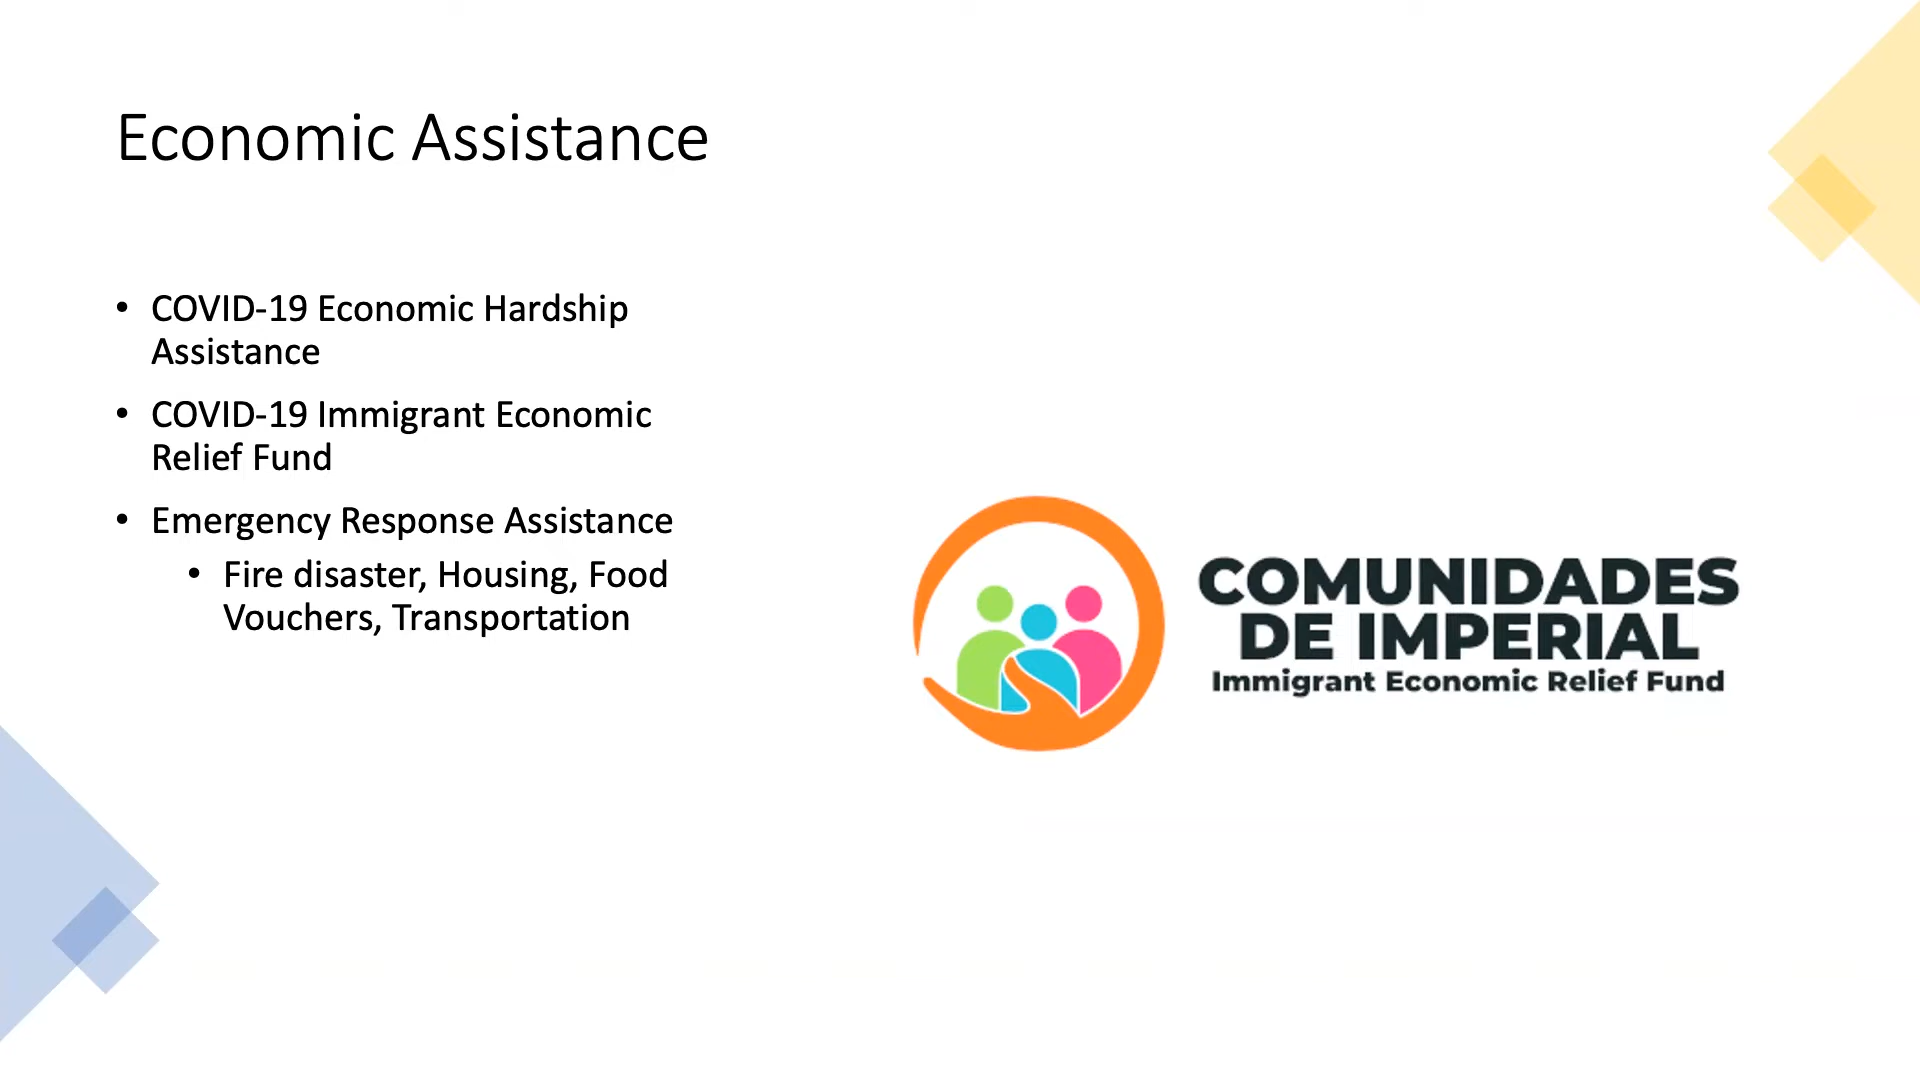 Economic Assistance
• COVID-19 Economic Hardship
Assistance
• COVID-19 Immigrant Economic
Relief Fund
• Emergency Response Assistance
• Fire disaster, Housing, Food
Vouchers, Transportation
COMUNIDADES
DE IMPERIAL
Immigrant Economic Relief Fund